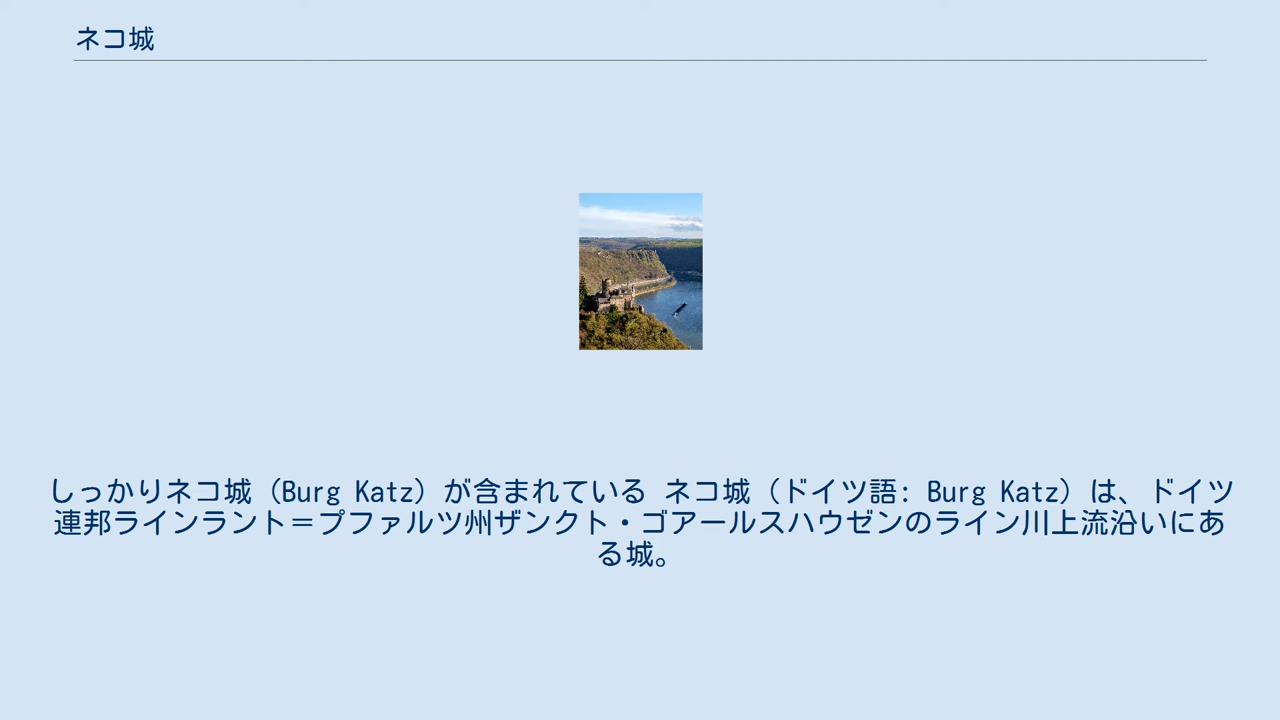 ネコ城
しっかりネコ城（Burg Katz）が含まれている ネコ城（ドイツ語: Burg Katz）は、ドイツ
連邦ラインラント＝プファルツ州ザンクト・ゴアールスハウゼンのライン川上流沿いにあ
る城。